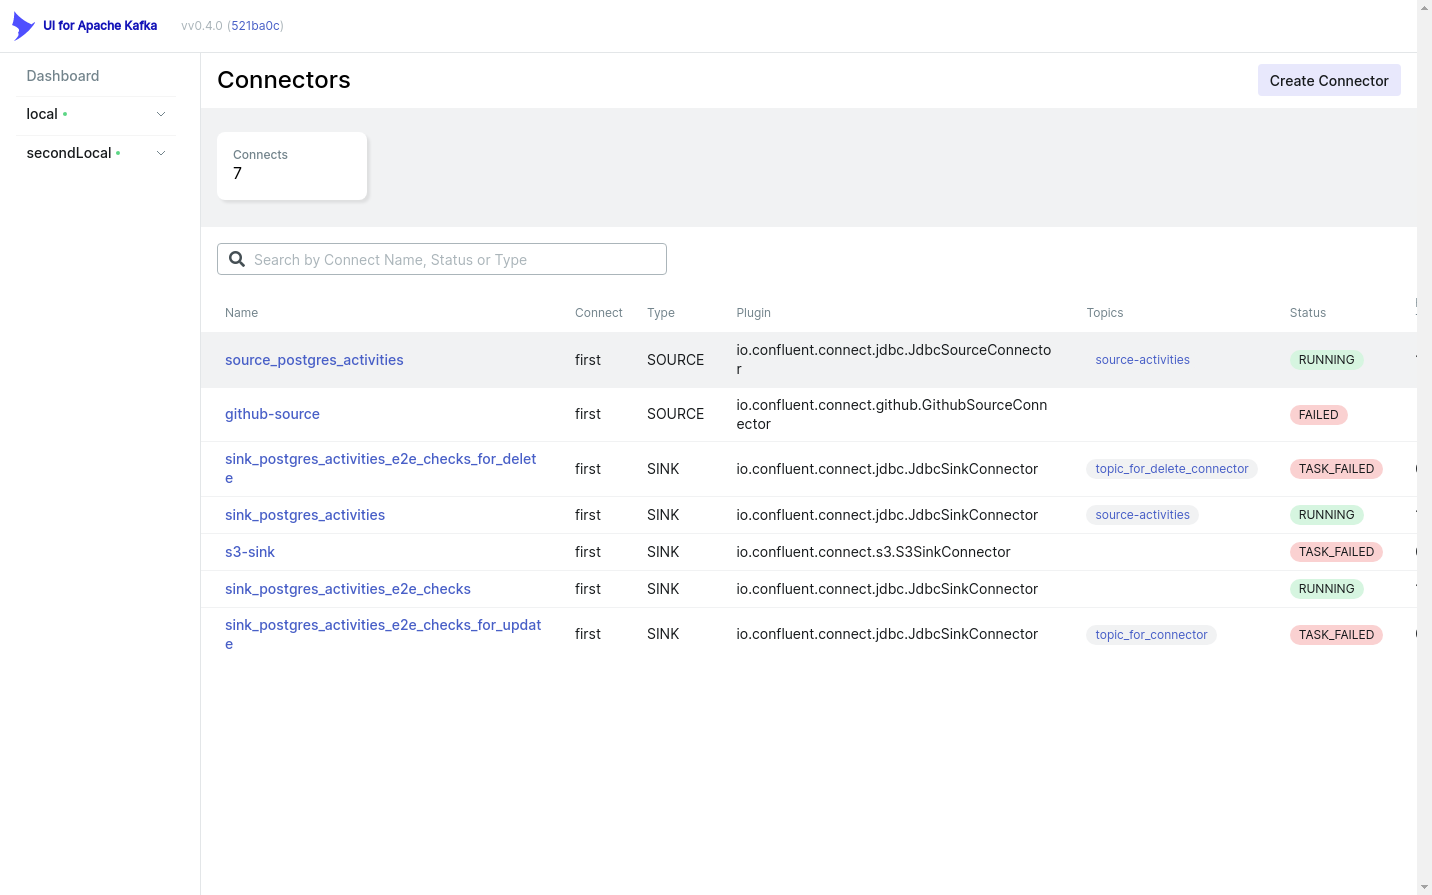 UI for Apache Kafka vv0.4.0 (521ba0c)
Dashboard
local
secondLocal
Connectors
Create Connector
Connects
7
Search by Connect Name, Status or Type
Name Connect Type Plugin Topics Status
source_postgres_activities first SOURCE io.confluent.connect.jdbc.JdbcSourceConnecto source-activities RUNNING
r
github-source first SOURCE io.confluent.connect.github.GithubSourceConn FAILED
ector
sink_postgres_activities_e2e_checks_for_delet first SINK io.confluent.connect.jdbc.JdbcSinkConnector topic_for_delete_connector TASK_FAILED
e
sink_postgres_activities first SINK io.confluent.connect.jdbc.JdbcSinkConnector source-activities RUNNING
s3-sink first SINK io.confluent.connect.s3.S3SinkConnector TASK_FAILED
sink_postgres_activities_e2e_checks first SINK io.confluent.connect.jdbc.JdbcSinkConnector RUNNING
sink_postgres_activities_e2e_checks_for_updat first SINK io.confluent.connect.jdbc.JdbcSinkConnector topic_for_connector TASK_FAILED
e